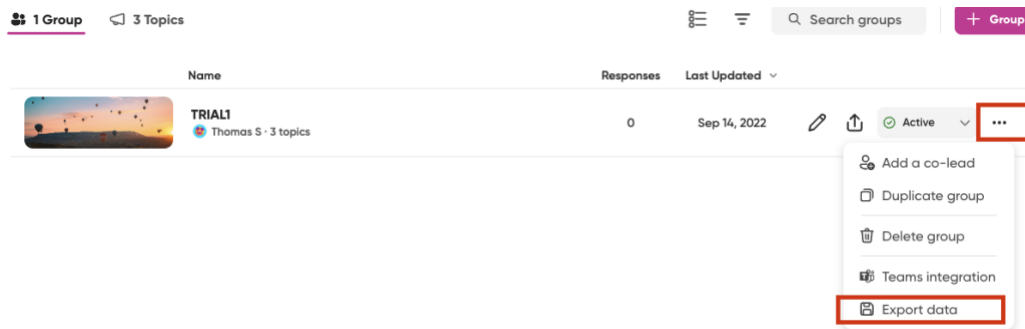 1 Group
3 Topics
Search groups
+ Group
Name
Responses
Last Updated
TRIAL1
Thomas S · 3 topics
0
Sep 14, 2022
Active
Add a co-lead
Duplicate group
Delete group
Teams integration
Export data